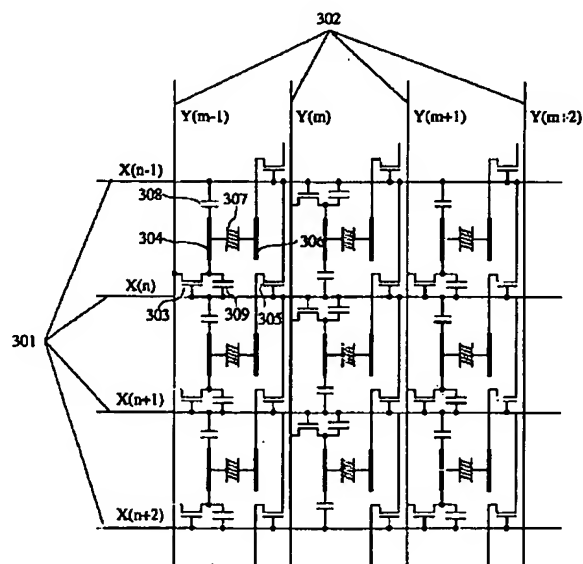 302
Y(m-1) Y(m) Y(m+1) Y(m+2)
X(n-1)
308 307
304 306
X(n)
303 309 305
301
X(n+1)
X(n+2)